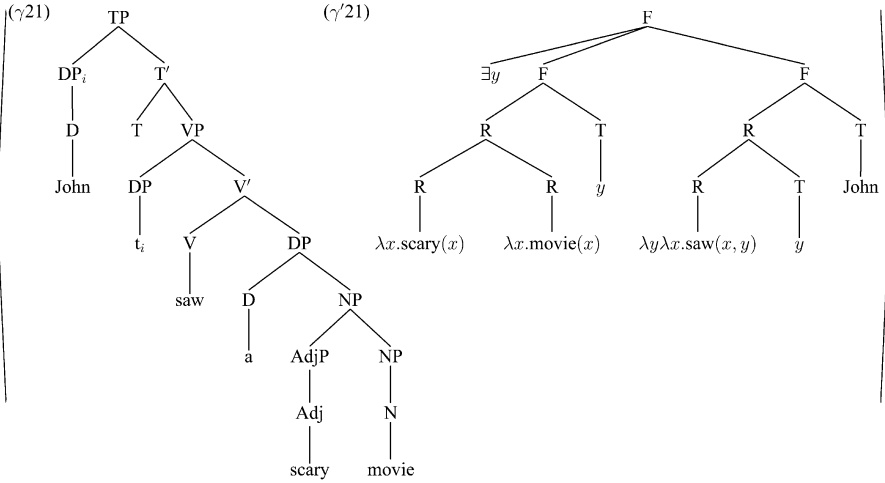 (γ21) TP (γ′21) F
DPᵢ T′ ∃y F F
D T VP R T R T
John DP V′ R R y R T John
tᵢ V DP λx.scary(x) λx.movie(x) λyλx.saw(x, y) y
saw D NP
a AdjP NP
Adj N
scary movie